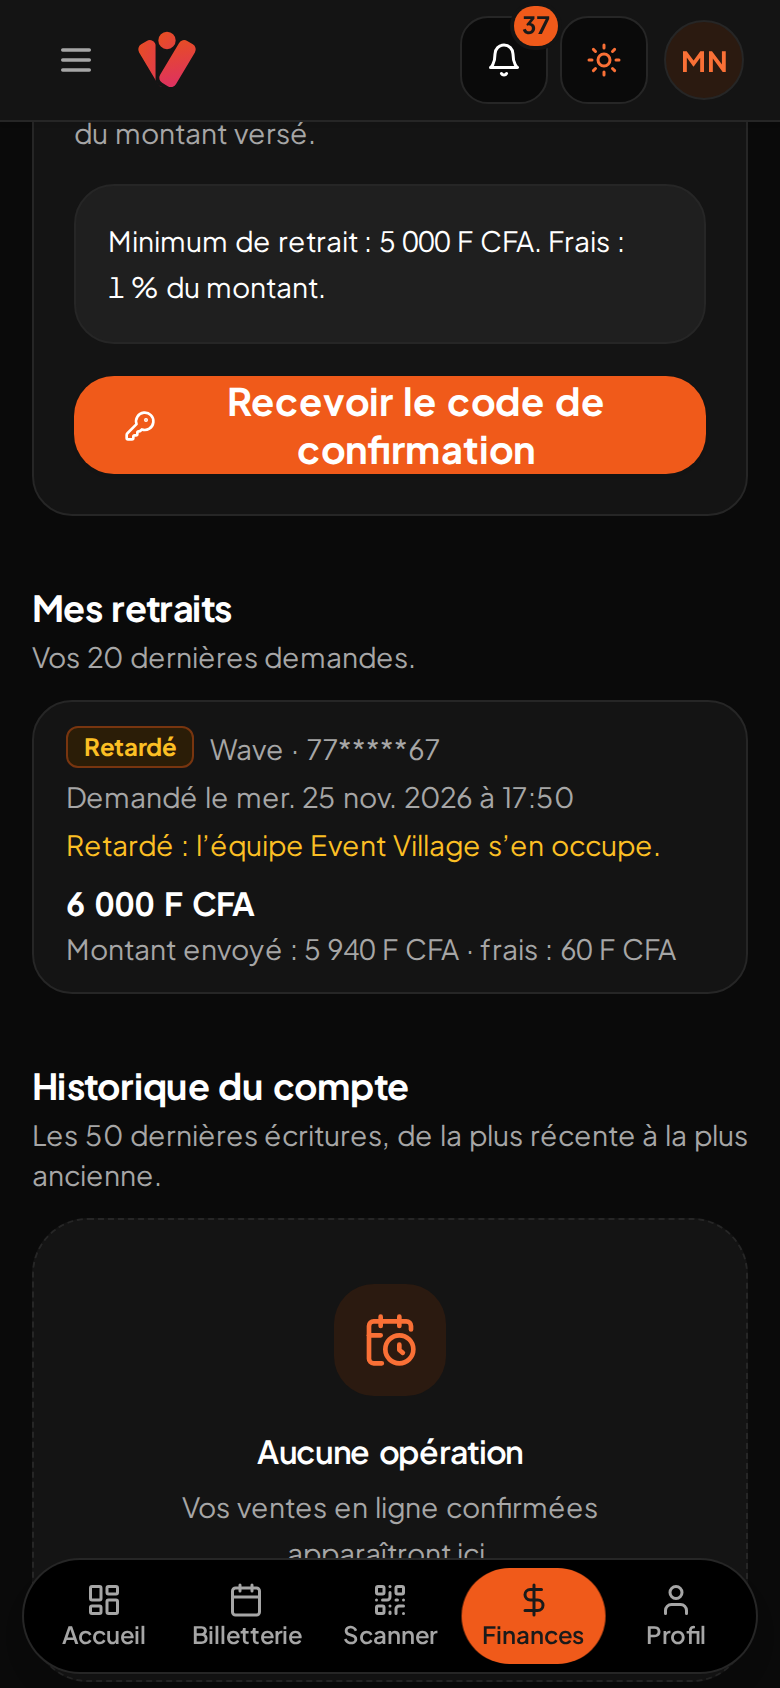 37
MN
du montant versé.
Minimum de retrait : 5 000 F CFA. Frais :
1 % du montant.
Recevoir le code de
confirmation
Mes retraits
Vos 20 dernières demandes.
Retardé Wave · 77*****67
Demandé le mer. 25 nov. 2026 à 17:50
Retardé : l’équipe Event Village s’en occupe.
6 000 F CFA
Montant envoyé : 5 940 F CFA · frais : 60 F CFA
Historique du compte
Les 50 dernières écritures, de la plus récente à la plus
ancienne.
Aucune opération
Vos ventes en ligne confirmées
apparaîtront ici
Accueil Billetterie Scanner Finances Profil